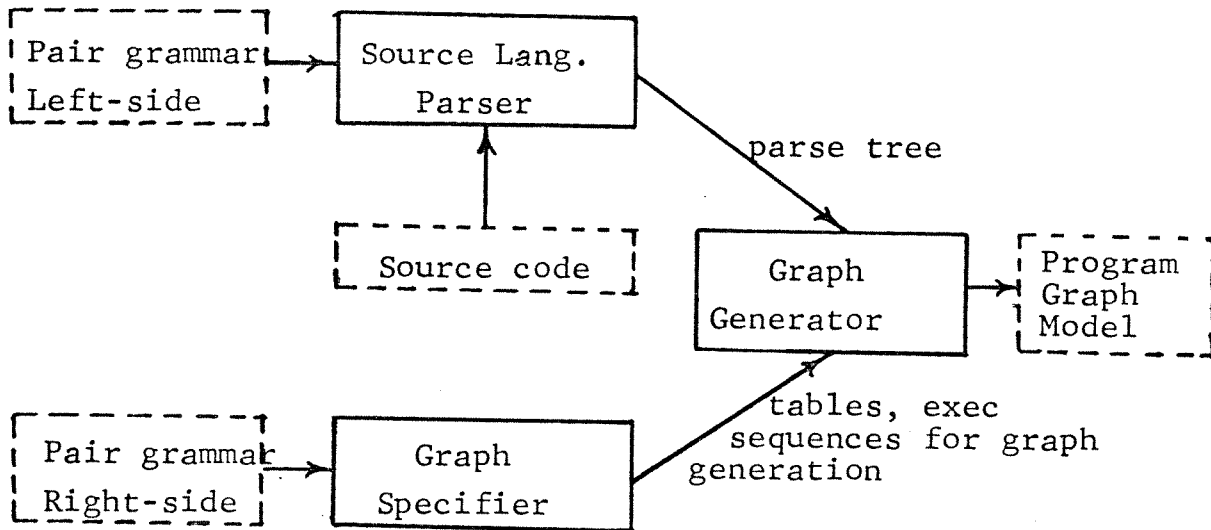 Pair grammar
Left-side
Source Lang.
Parser
parse tree
Source code
Graph
Generator
Program
Graph
Model
tables, exec
sequences for graph
generation
Pair grammar
Right-side
Graph
Specifier